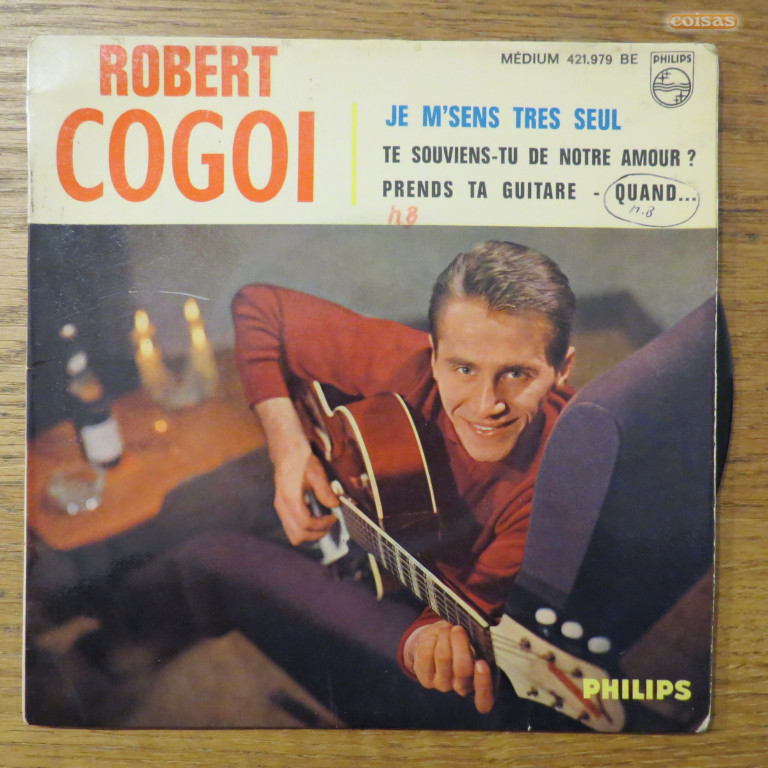 coisas
ROBERT
COGOI
MÉDIUM 421.979 BE
PHILIPS
JE M'SENS TRES SEUL
TE SOUVIENS-TU DE NOTRE AMOUR ?
PRENDS TA GUITARE - QUAND...
n.B
nB
PHILIPS